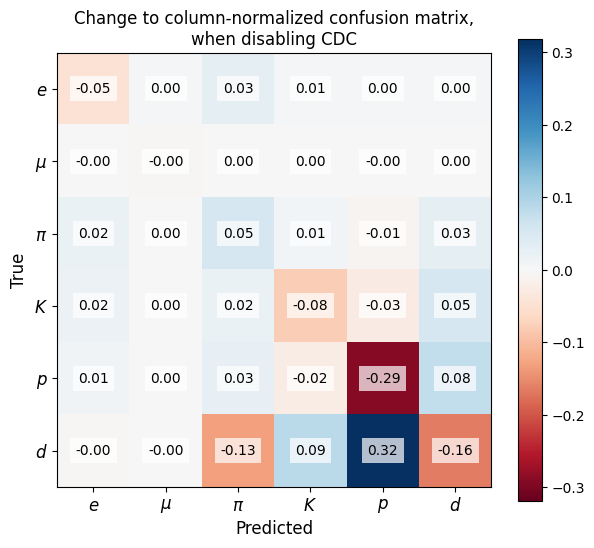 Change to column-normalized confusion matrix,
when disabling CDC
e -0.05 0.00 0.03 0.01 0.00 0.00
μ -0.00 -0.00 0.00 0.00 -0.00 0.00
π 0.02 0.00 0.05 0.01 -0.01 0.03
K 0.02 0.00 0.02 -0.08 -0.03 0.05
p 0.01 0.00 0.03 -0.02 -0.29 0.08
d -0.00 -0.00 -0.13 0.09 0.32 -0.16
e μ π K p d
Predicted
True
0.3
0.2
0.1
0.0
−0.1
−0.2
−0.3